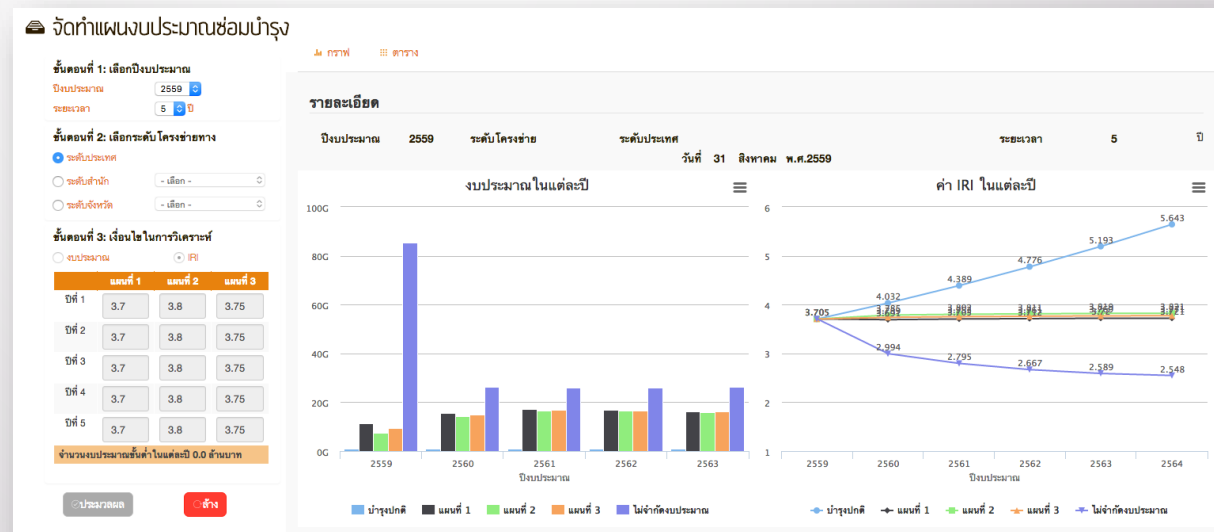 จัดทำแผนงบประมาณซ่อมบำรุง
กราฟ ตาราง
ขั้นตอนที่ 1: เลือกปีงบประมาณ
ปีงบประมาณ 2559
ระยะเวลา 5 ปี
ขั้นตอนที่ 2: เลือกระดับโครงข่ายทาง
ระดับประเทศ
ระดับสำนัก - เลือก -
ระดับจังหวัด - เลือก -
ขั้นตอนที่ 3: เงื่อนไขในการวิเคราะห์
งบประมาณ IRI
แผนที่ 1 แผนที่ 2 แผนที่ 3
ปีที่ 1 3.7 3.8 3.75
ปีที่ 2 3.7 3.8 3.75
ปีที่ 3 3.7 3.8 3.75
ปีที่ 4 3.7 3.8 3.75
ปีที่ 5 3.7 3.8 3.75
จำนวนงบประมาณขั้นต่ำในแต่ละปี 0.0 ล้านบาท
ประมวลผล ล้าง
รายละเอียด
ปีงบประมาณ 2559 ระดับโครงข่าย ระดับประเทศ ระยะเวลา 5 ปี
วันที่ 31 สิงหาคม พ.ศ.2559
งบประมาณในแต่ละปี
100G
80G
60G
40G
20G
0G
2559 2560 2561 2562 2563
ปีงบประมาณ
บำรุงปกติ แผนที่ 1 แผนที่ 2 แผนที่ 3 ไม่จำกัดงบประมาณ
ค่า IRI ในแต่ละปี
6
5
4
3
2
1
5.643
5.193
4.776
4.389
4.032
3.705
2.994
2.795
2.667
2.589
2.548
2559 2560 2561 2562 2563 2564
ปีงบประมาณ
บำรุงปกติ แผนที่ 1 แผนที่ 2 แผนที่ 3 ไม่จำกัดงบประมาณ